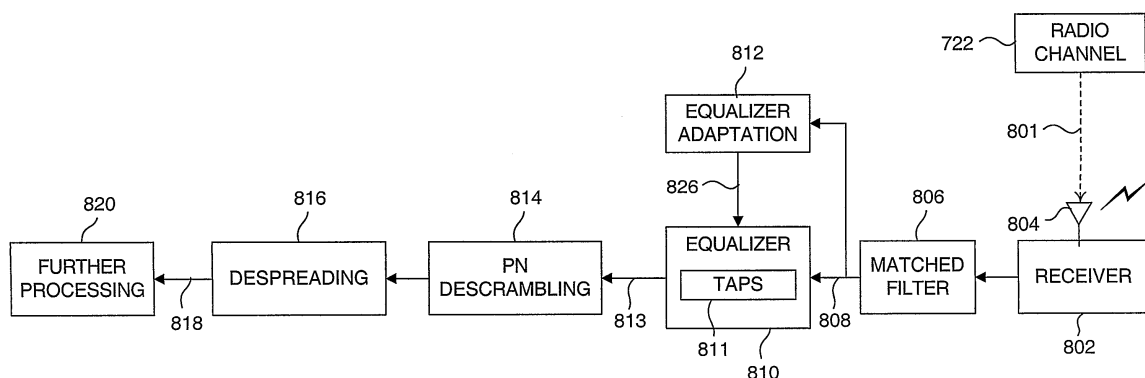 RADIO
CHANNEL
722
812
EQUALIZER
ADAPTATION
801
826
820
816
814
806
804
FURTHER
PROCESSING
DESPREADING
PN
DESCRAMBLING
EQUALIZER
TAPS
MATCHED
FILTER
RECEIVER
818
813
811
808
802
810